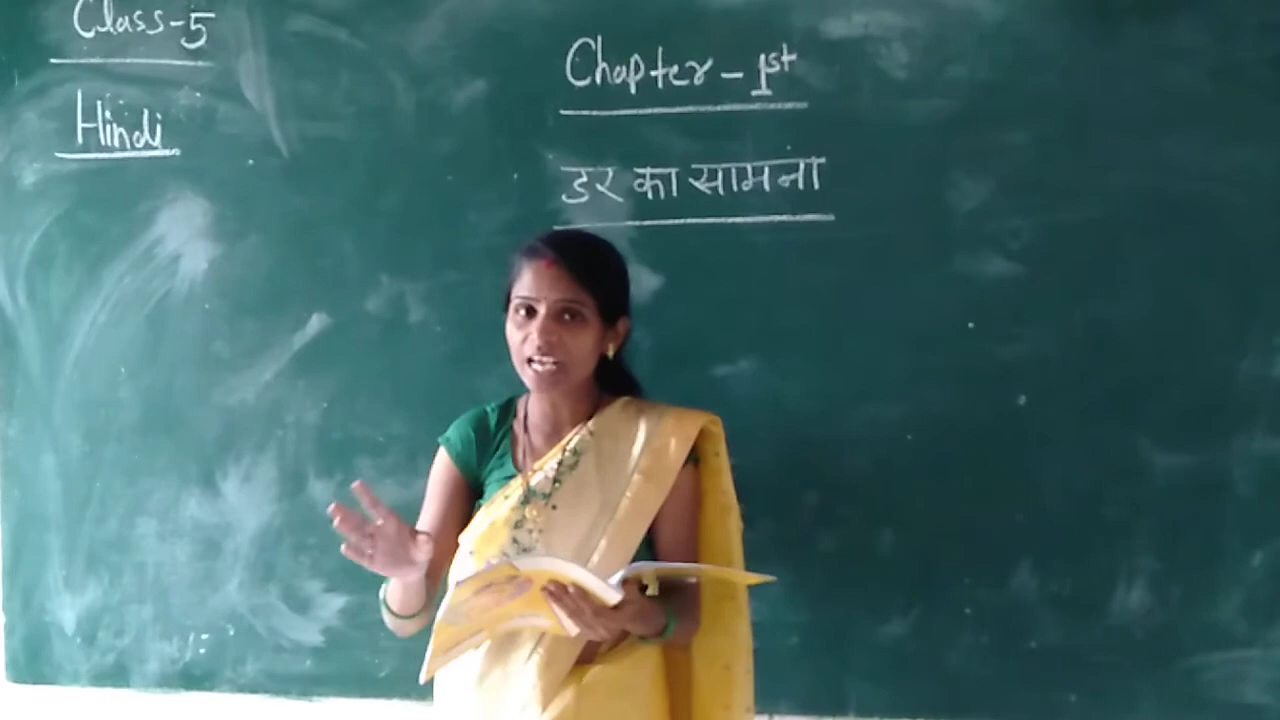 Class-5
Hindi
Chapter-1st
डर का सामना